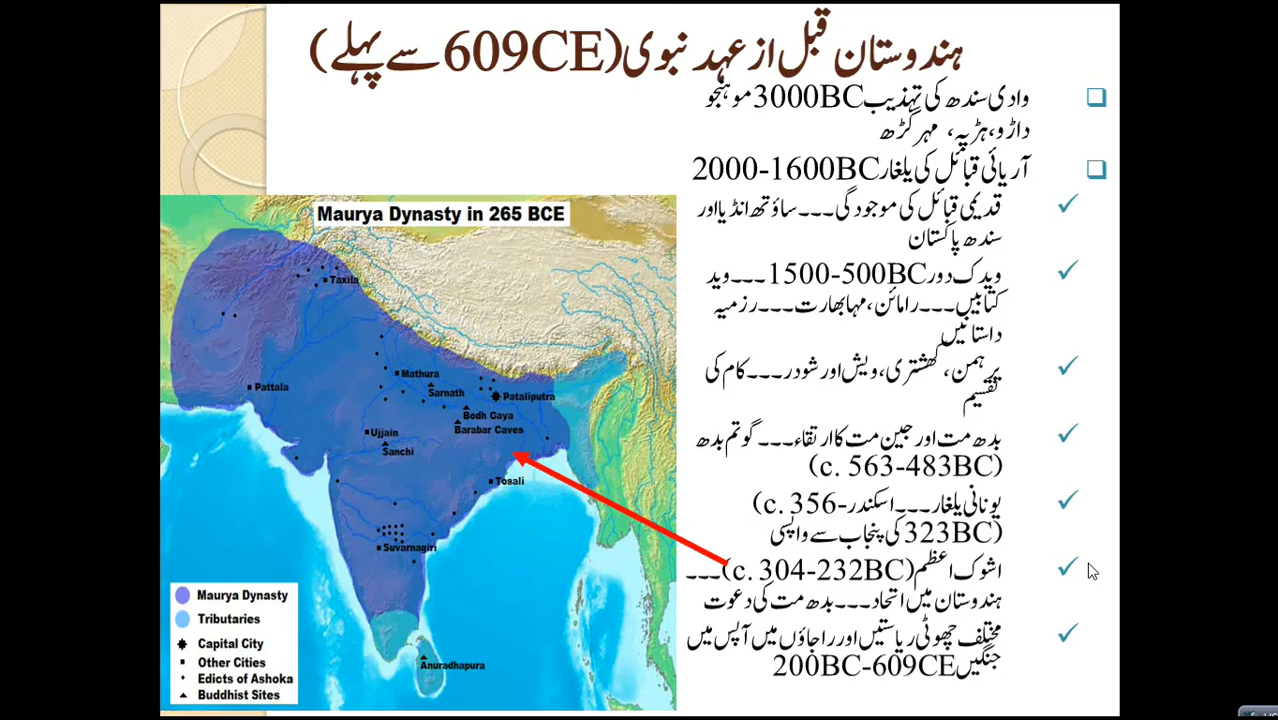 ہندوستان قبل از عہد نبوی (609CE سے پہلے)
وادی سندھ کی تہذیب 3000BC موہنجو
داڑو، ہڑپہ، مہر گڑھ
آریائی قبائل کی یلغار 2000-1600BC
قدیمی قبائل کی موجودگی۔۔۔ساؤتھ انڈیا اور
سندھ پاکستان
ویدک دور 1500-500BC۔۔۔وید
کتابیں۔۔۔رامائن، مہابھارت۔۔۔رزمیہ
داستانیں
برہمن، کھشتری، ویش اور شودر۔۔۔کام کی
تقسیم
بدھ مت اور جین مت کا ارتقاء۔۔۔گوتم بدھ
(c. 563-483BC)
یونانی یلغار۔۔۔اسکندر (c. 356-
323BC) کی پنجاب سے واپسی
اشوک اعظم (c. 304-232BC)۔۔۔
ہندوستان میں اتحاد۔۔۔بدھ مت کی دعوت
مختلف چھوٹی ریاستیں اور راجاؤں میں آپس میں
جنگیں 200BC-609CE
Maurya Dynasty in 265 BCE
Taxila
Mathura
Pattala
Sarnath
Pataliputra
Bodh Gaya
Barabar Caves
Ujjain
Sanchi
Tosali
Suvarnagiri
Anuradhapura
Maurya Dynasty
Tributaries
Capital City
Other Cities
Edicts of Ashoka
Buddhist Sites